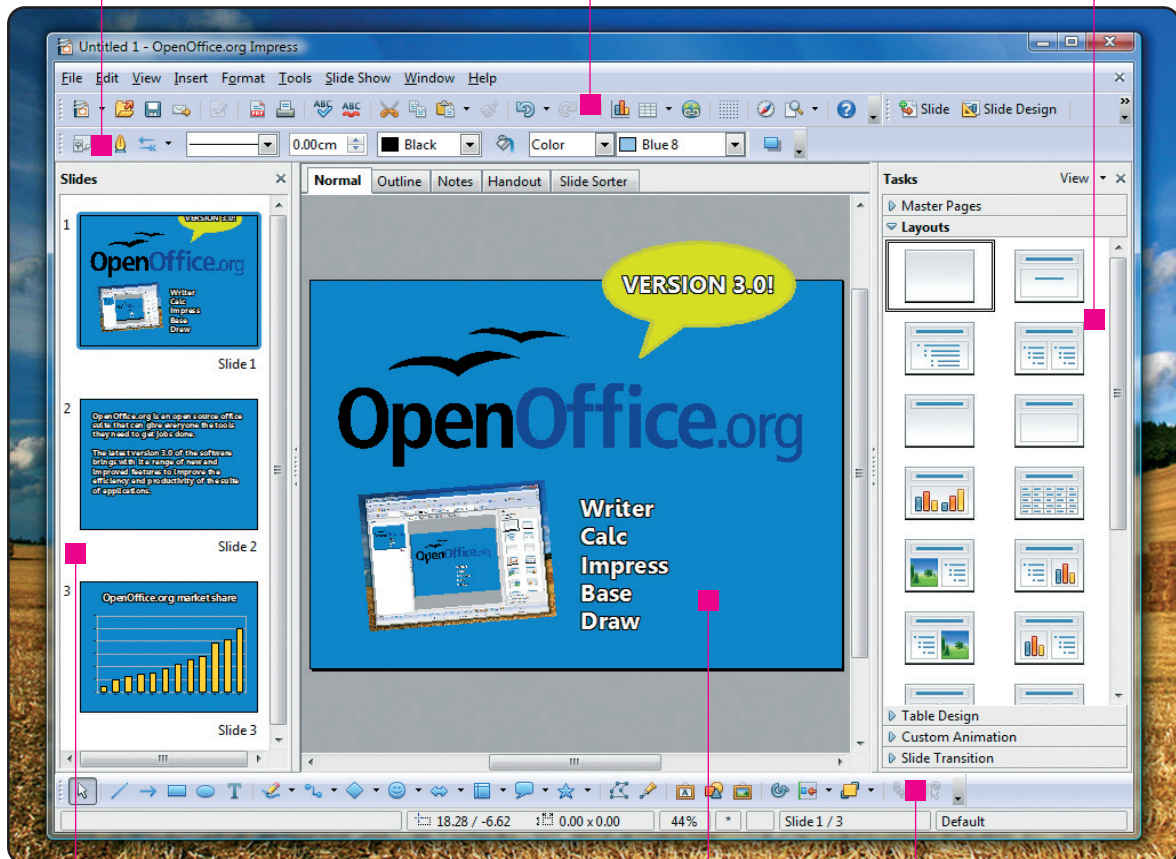 Untitled 1 - OpenOffice.org Impress
File Edit View Insert Format Tools Slide Show Window Help
ABC ABC Slide Slide Design
0.00cm Black Color Blue 8
Slides
Normal Outline Notes Handout Slide Sorter
Tasks View
Master Pages
Layouts
1
VERSION 3.0!
OpenOffice.org
Writer
Calc
Impress
Base
Draw
Slide 1
2
OpenOffice.org is an open source office
suite that can give everyone the tools
they need to get jobs done.
The latest version 3.0 of the software
brings with it a range of new and
improved features to improve the
efficiency and productivity of the suite
of applications.
Slide 2
3
OpenOffice.org market share
Slide 3
VERSION 3.0!
OpenOffice.org
OpenOffice.org
Writer
Calc
Impress
Base
Draw
Table Design
Custom Animation
Slide Transition
T
18.28 / -6.62 0.00 x 0.00 44% * Slide 1 / 3 Default